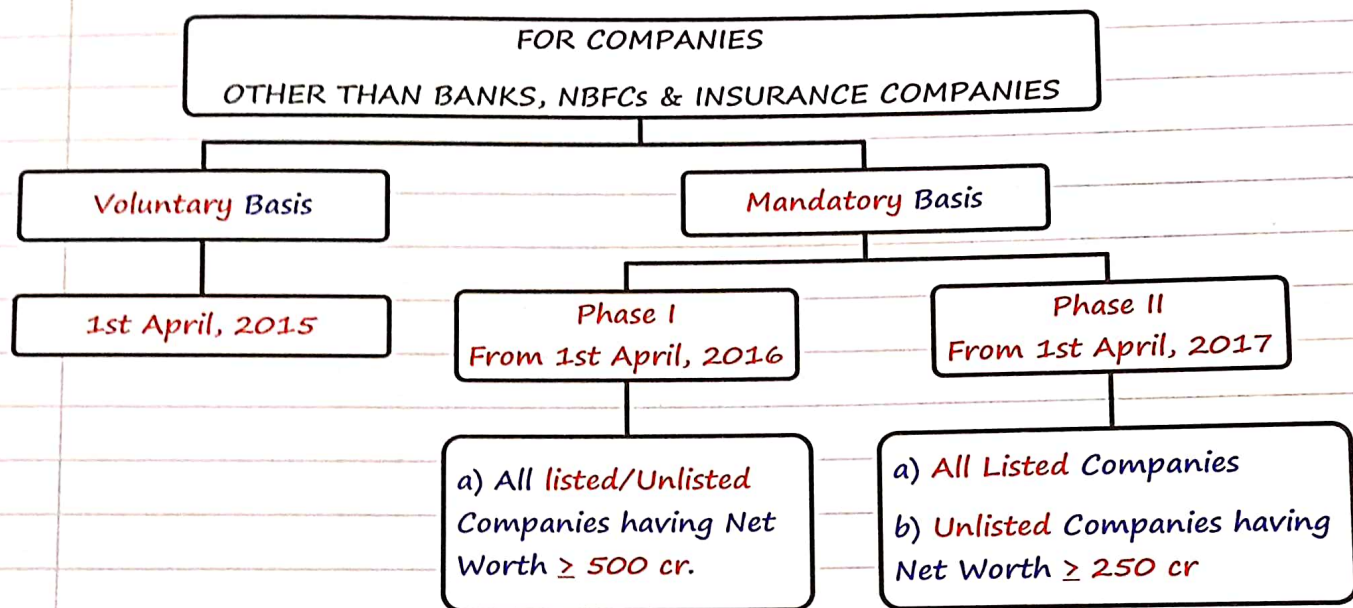 FOR COMPANIES
OTHER THAN BANKS, NBFCs & INSURANCE COMPANIES
Voluntary Basis
Mandatory Basis
1st April, 2015
Phase I
From 1st April, 2016
Phase II
From 1st April, 2017
a) All listed/Unlisted
Companies having Net
Worth ≥ 500 cr.
a) All Listed Companies
b) Unlisted Companies having
Net Worth ≥ 250 cr